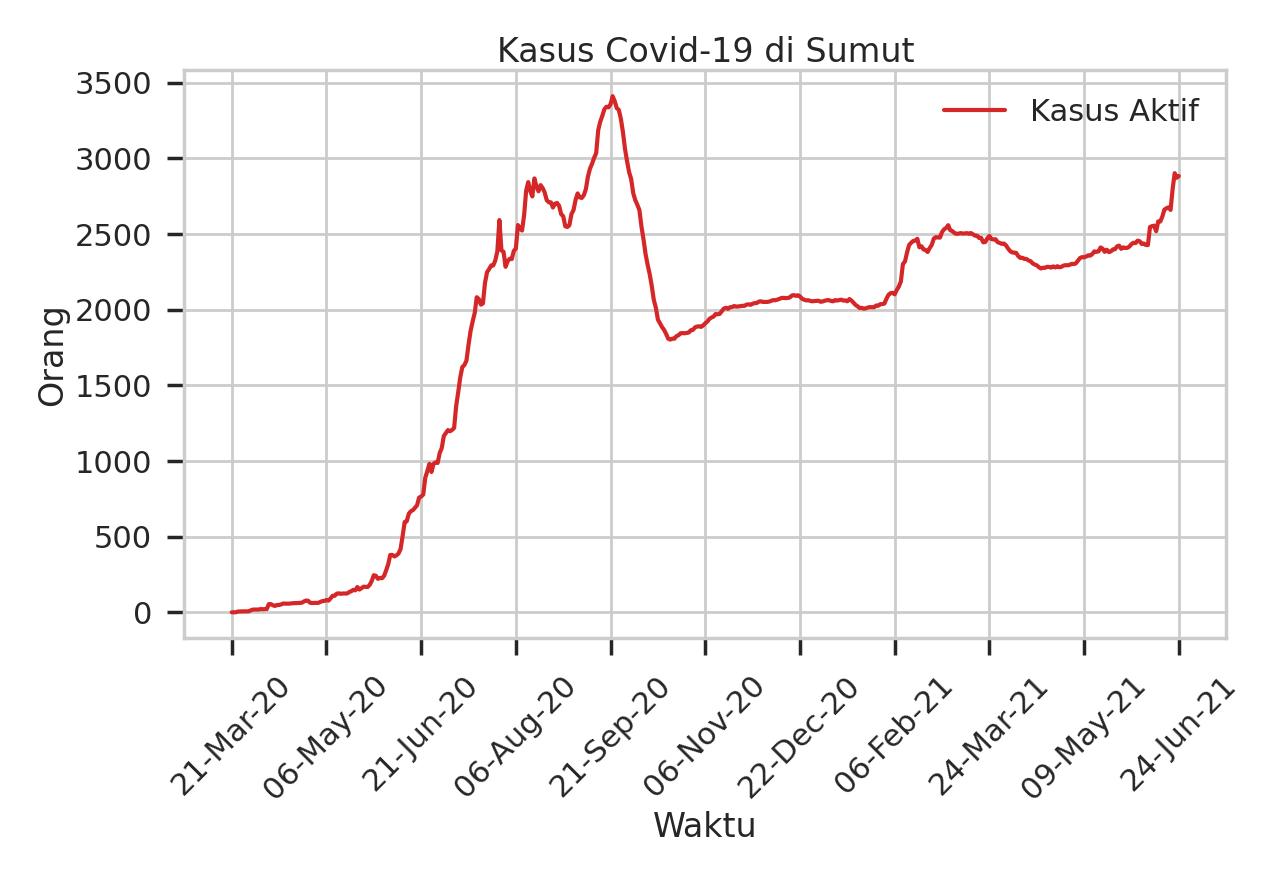 Kasus Covid-19 di Sumut
Kasus Aktif
Orang
3500
3000
2500
2000
1500
1000
500
0
21-Mar-20
06-May-20
21-Jun-20
06-Aug-20
21-Sep-20
06-Nov-20
22-Dec-20
06-Feb-21
24-Mar-21
09-May-21
24-Jun-21
Waktu